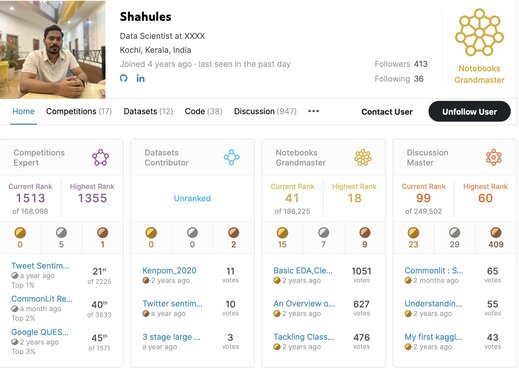 Shahules
Data Scientist at XXXX
Kochi, Kerala, India
Joined 4 years ago · last seen in the past day
Followers 413
Following 36
Notebooks
Grandmaster
Home Competitions (17) Datasets (12) Code (38) Discussion (947) ••• Contact User Unfollow User
Competitions
Expert
Current Rank Highest Rank
1513 1355
of 168,098
0 5 1
Tweet Sentim... 21st
a year ago of 2225
Top 1%
CommonLit Re... 40th
a month ago of 3633
Top 2%
Google QUES... 45th
2 years ago of 1571
Top 3%
Datasets
Contributor
Unranked
0 0 2
Kenpom_2020 11
2 years ago votes
Twitter sentim... 10
a year ago votes
3 stage large ... 3
a year ago votes
Notebooks
Grandmaster
Current Rank Highest Rank
41 18
of 186,225
15 7 9
Basic EDA,Cle... 1051
2 years ago votes
An Overview o... 627
2 years ago votes
Tackling Class... 476
2 years ago votes
Discussion
Master
Current Rank Highest Rank
99 60
of 249,502
23 29 409
Commonlit : S... 65
2 months ago votes
Understandin... 55
2 years ago votes
My first kaggl... 43
2 years ago votes